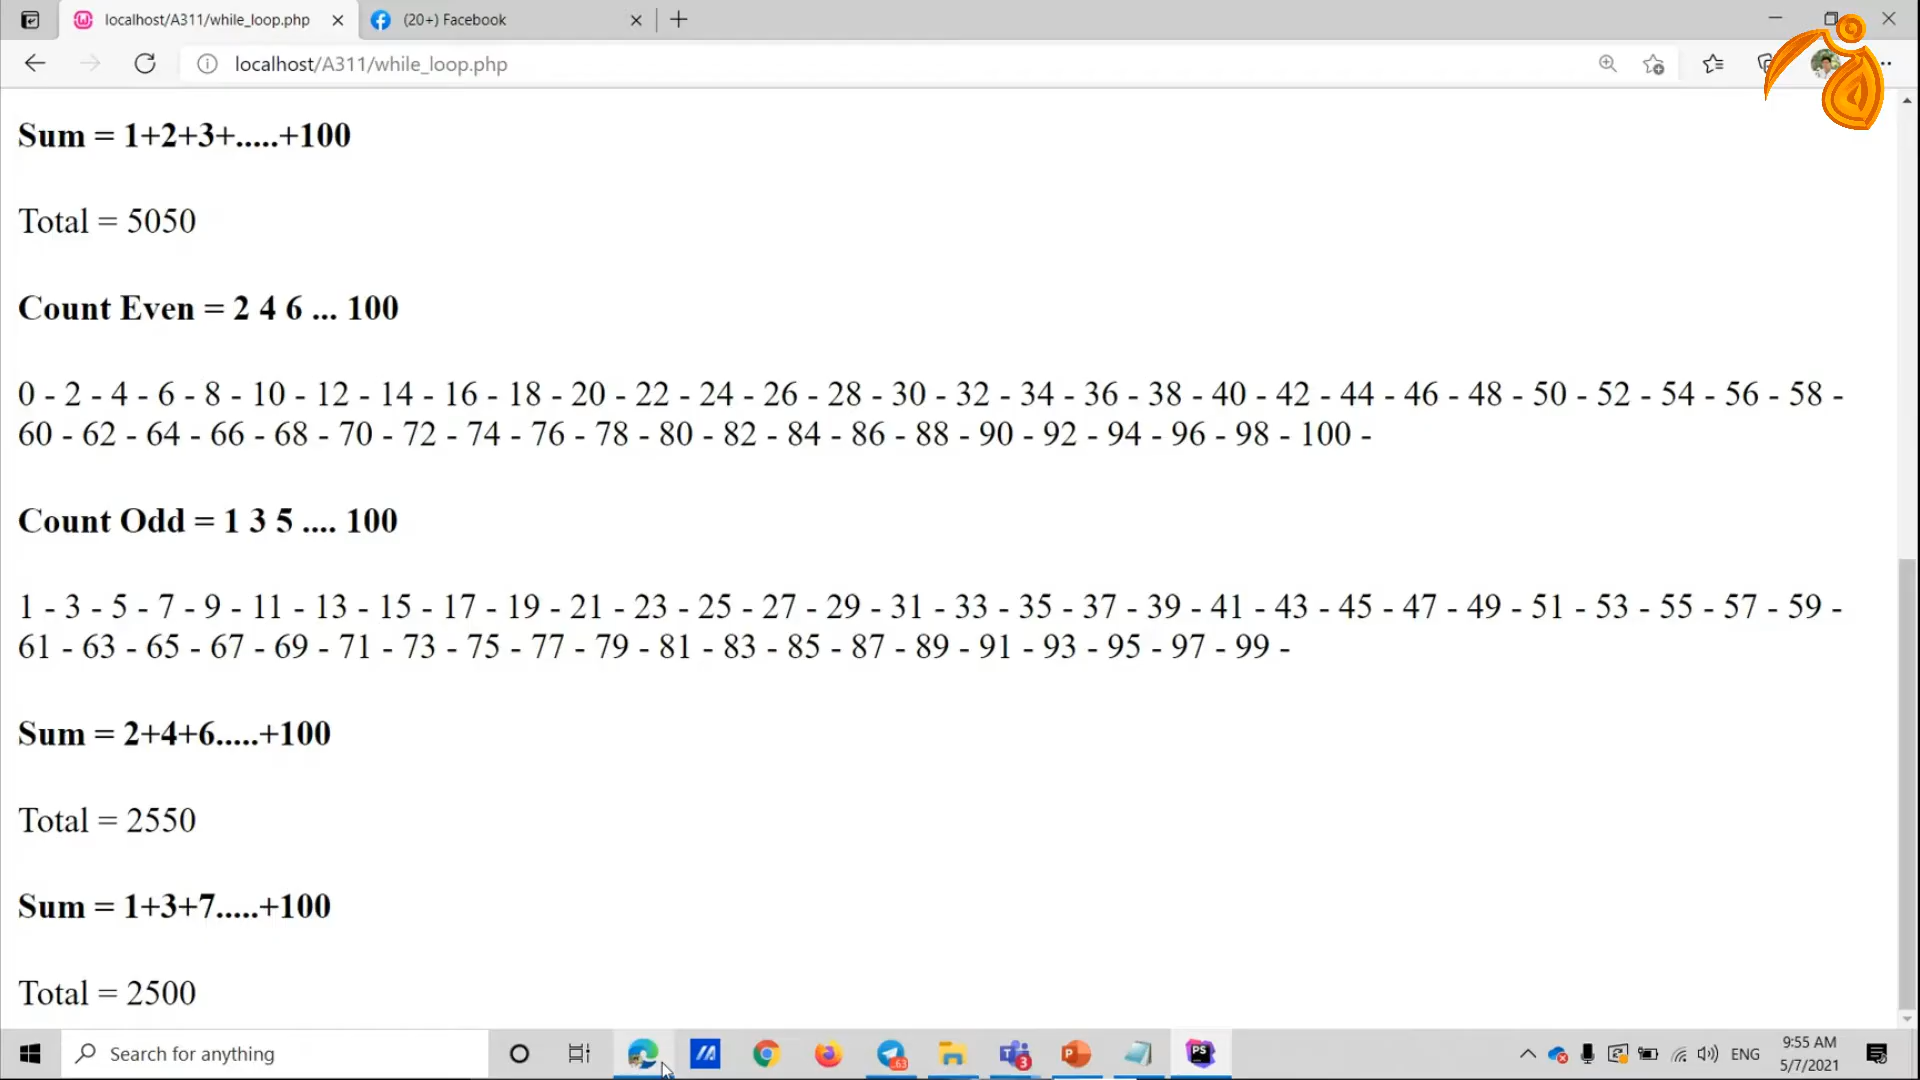 localhost/A311/while_loop.php
(20+) Facebook
localhost/A311/while_loop.php
Sum = 1+2+3+.....+100
Total = 5050
Count Even = 2 4 6 ... 100
0 - 2 - 4 - 6 - 8 - 10 - 12 - 14 - 16 - 18 - 20 - 22 - 24 - 26 - 28 - 30 - 32 - 34 - 36 - 38 - 40 - 42 - 44 - 46 - 48 - 50 - 52 - 54 - 56 - 58 -
60 - 62 - 64 - 66 - 68 - 70 - 72 - 74 - 76 - 78 - 80 - 82 - 84 - 86 - 88 - 90 - 92 - 94 - 96 - 98 - 100 -
Count Odd = 1 3 5 .... 100
1 - 3 - 5 - 7 - 9 - 11 - 13 - 15 - 17 - 19 - 21 - 23 - 25 - 27 - 29 - 31 - 33 - 35 - 37 - 39 - 41 - 43 - 45 - 47 - 49 - 51 - 53 - 55 - 57 - 59 -
61 - 63 - 65 - 67 - 69 - 71 - 73 - 75 - 77 - 79 - 81 - 83 - 85 - 87 - 89 - 91 - 93 - 95 - 97 - 99 -
Sum = 2+4+6.....+100
Total = 2550
Sum = 1+3+7.....+100
Total = 2500
Search for anything
ENG
9:55 AM
5/7/2021